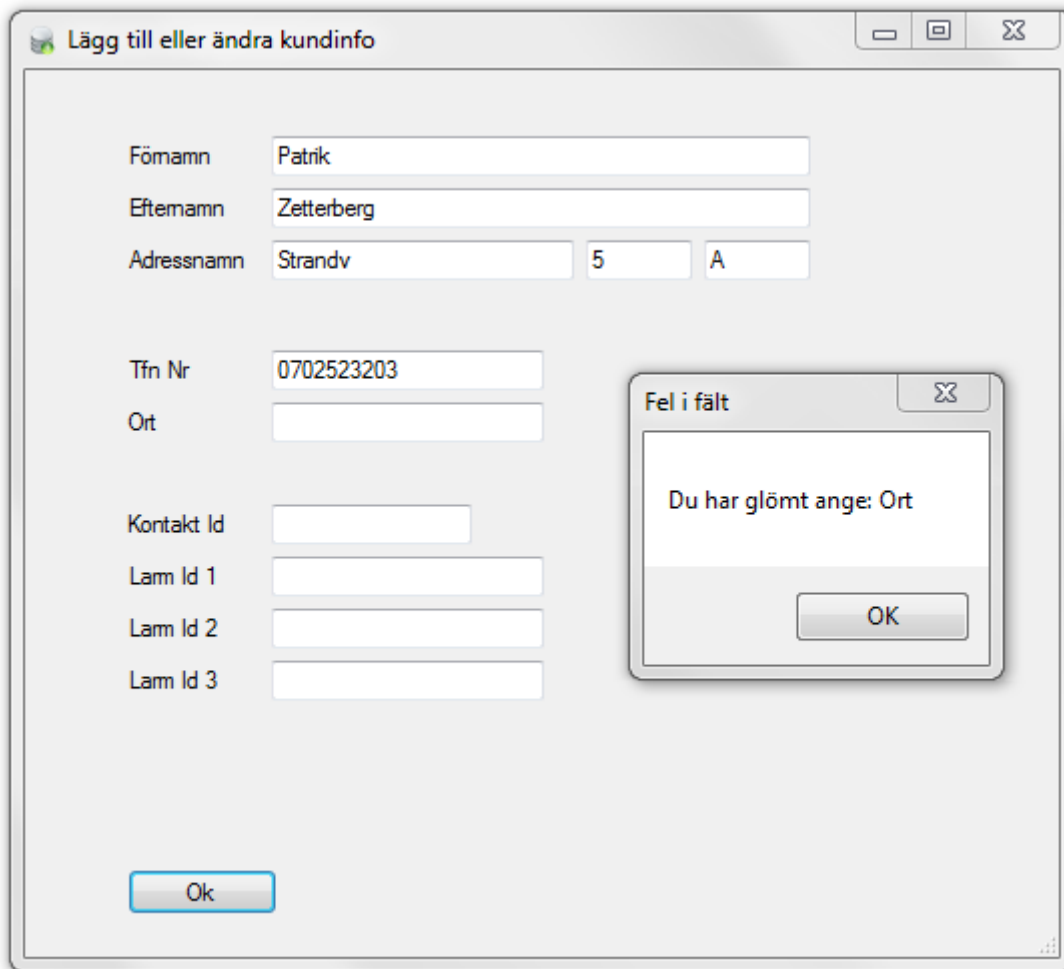 Lägg till eller ändra kundinfo
Förnamn Patrik
Efternamn Zetterberg
Adressnamn Strandv 5 A
Tfn Nr 0702523203
Ort
Kontakt Id
Larm Id 1
Larm Id 2
Larm Id 3
Ok
Fel i fält
Du har glömt ange: Ort
OK